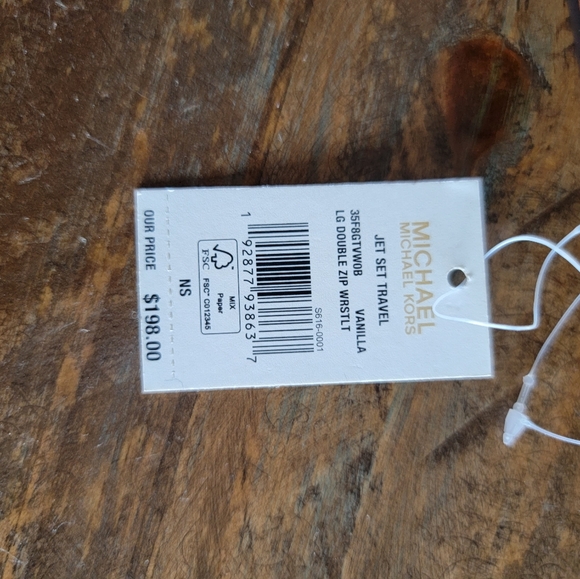 MICHAEL
MICHAEL KORS
JET SET TRAVEL
35F8GTVW0B VANILLA
LG DOUBLE ZIP WRSTLT
S616-0001
1 92877 93863 7
FSC
MIX
Paper
FSC® C012345
NS
OUR PRICE $198.00